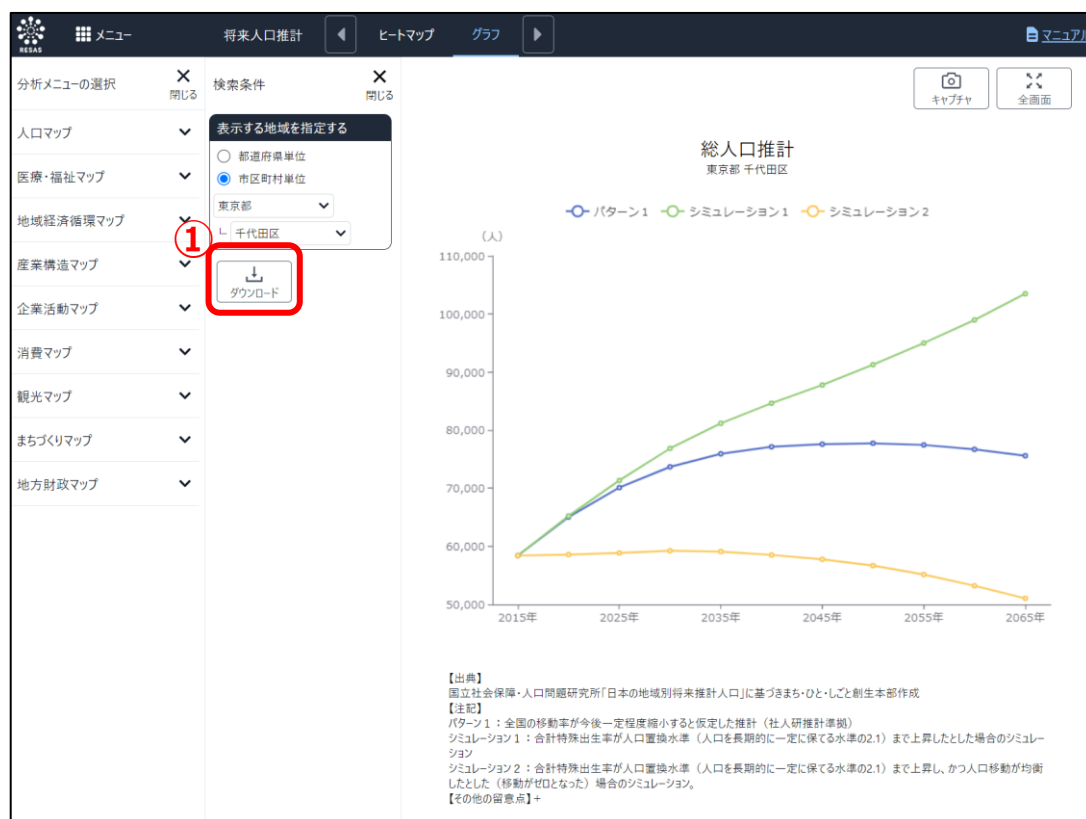 RESAS
メニュー
将来人口推計
ヒートマップ
グラフ
マニュアル
分析メニューの選択
閉じる
人口マップ
医療・福祉マップ
地域経済循環マップ
産業構造マップ
企業活動マップ
消費マップ
観光マップ
まちづくりマップ
地方財政マップ
検索条件
閉じる
表示する地域を指定する
都道府県単位
市区町村単位
東京都
千代田区
①
ダウンロード
キャプチャ
全画面
総人口推計
東京都 千代田区
パターン1 シミュレーション1 シミュレーション2
(人)
110,000
100,000
90,000
80,000
70,000
60,000
50,000
2015年 2025年 2035年 2045年 2055年 2065年
【出典】
国立社会保障・人口問題研究所「日本の地域別将来推計人口」に基づきまち・ひと・しごと創生本部作成
【注記】
パターン1：全国の移動率が今後一定程度縮小すると仮定した推計（社人研推計準拠）
シミュレーション1：合計特殊出生率が人口置換水準（人口を長期的に一定に保てる水準の2.1）まで上昇したとした場合のシミュレー
ション
シミュレーション2：合計特殊出生率が人口置換水準（人口を長期的に一定に保てる水準の2.1）まで上昇し、かつ人口移動が均衡
したとした（移動がゼロとなった）場合のシミュレーション。
【その他の留意点】+